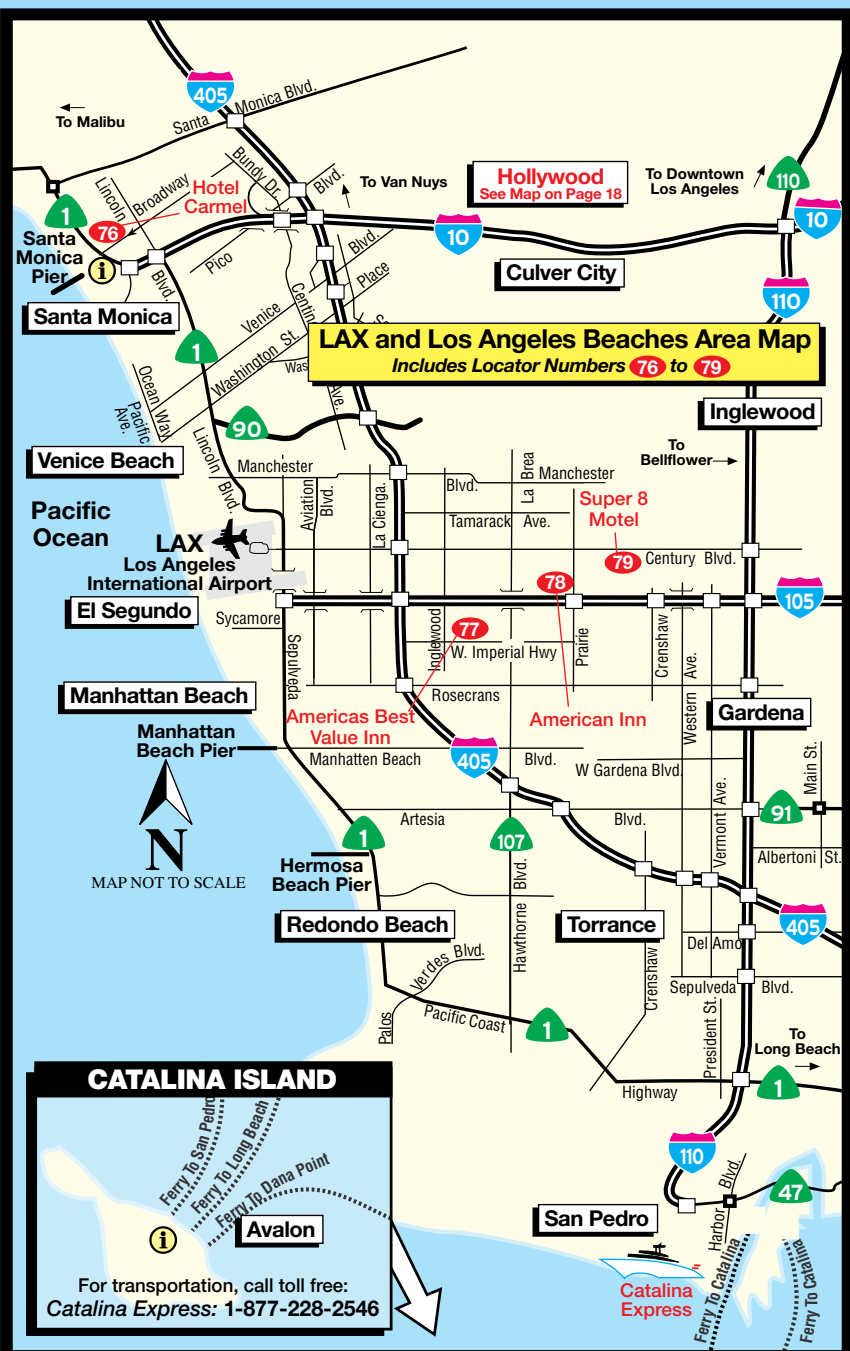 405
Santa Monica Blvd.
To Malibu
Bundy Dr.
Blvd.
To Van Nuys
Hollywood
See Map on Page 18
To Downtown
Los Angeles
110
10
1
Lincoln
Blvd.
Broadway
Hotel
Carmel
76
Santa
Monica
Pier
i
Pico
Blvd.
10
Culver City
110
Santa Monica
Venice
Place
Washington St.
LAX and Los Angeles Beaches Area Map
Includes Locator Numbers 76 to 79
1
Ocean Way
Pacific
Ave.
Ave.
90
Inglewood
To
Bellflower
Venice Beach
Lincoln Blvd.
Manchester
Blvd.
La Brea
Manchester
Aviation
Blvd.
La Cienga.
Tamarack Ave.
Super 8
Motel
79
Century Blvd.
Pacific
Ocean
LAX
Los Angeles
International Airport
78
105
El Segundo
Sycamore
Sepulveda
Inglewood
77
W. Imperial Hwy
Prairie
Crenshaw
Western Ave.
Rosecrans
Manhattan Beach
Americas Best
Value Inn
American Inn
Gardena
Manhattan
Beach Pier
Manhatten Beach
Blvd.
405
W Gardena Blvd.
Main St.
N
MAP NOT TO SCALE
Artesia
Blvd.
Vermont Ave.
91
Albertoni St.
1
107
Hermosa
Beach Pier
Redondo Beach
Hawthorne Blvd.
Torrance
405
Del Amo
Crenshaw
Sepulveda Blvd.
President St.
Palos Verdes Blvd.
Pacific Coast
1
Highway
To
Long Beach
1
110
47
Harbor Blvd.
San Pedro
Catalina
Express
Ferry To Catalina
Ferry To Catalina
CATALINA ISLAND
Ferry To San Pedro
Ferry To Long Beach
Ferry To Dana Point
Avalon
i
For transportation, call toll free:
Catalina Express: 1-877-228-2546